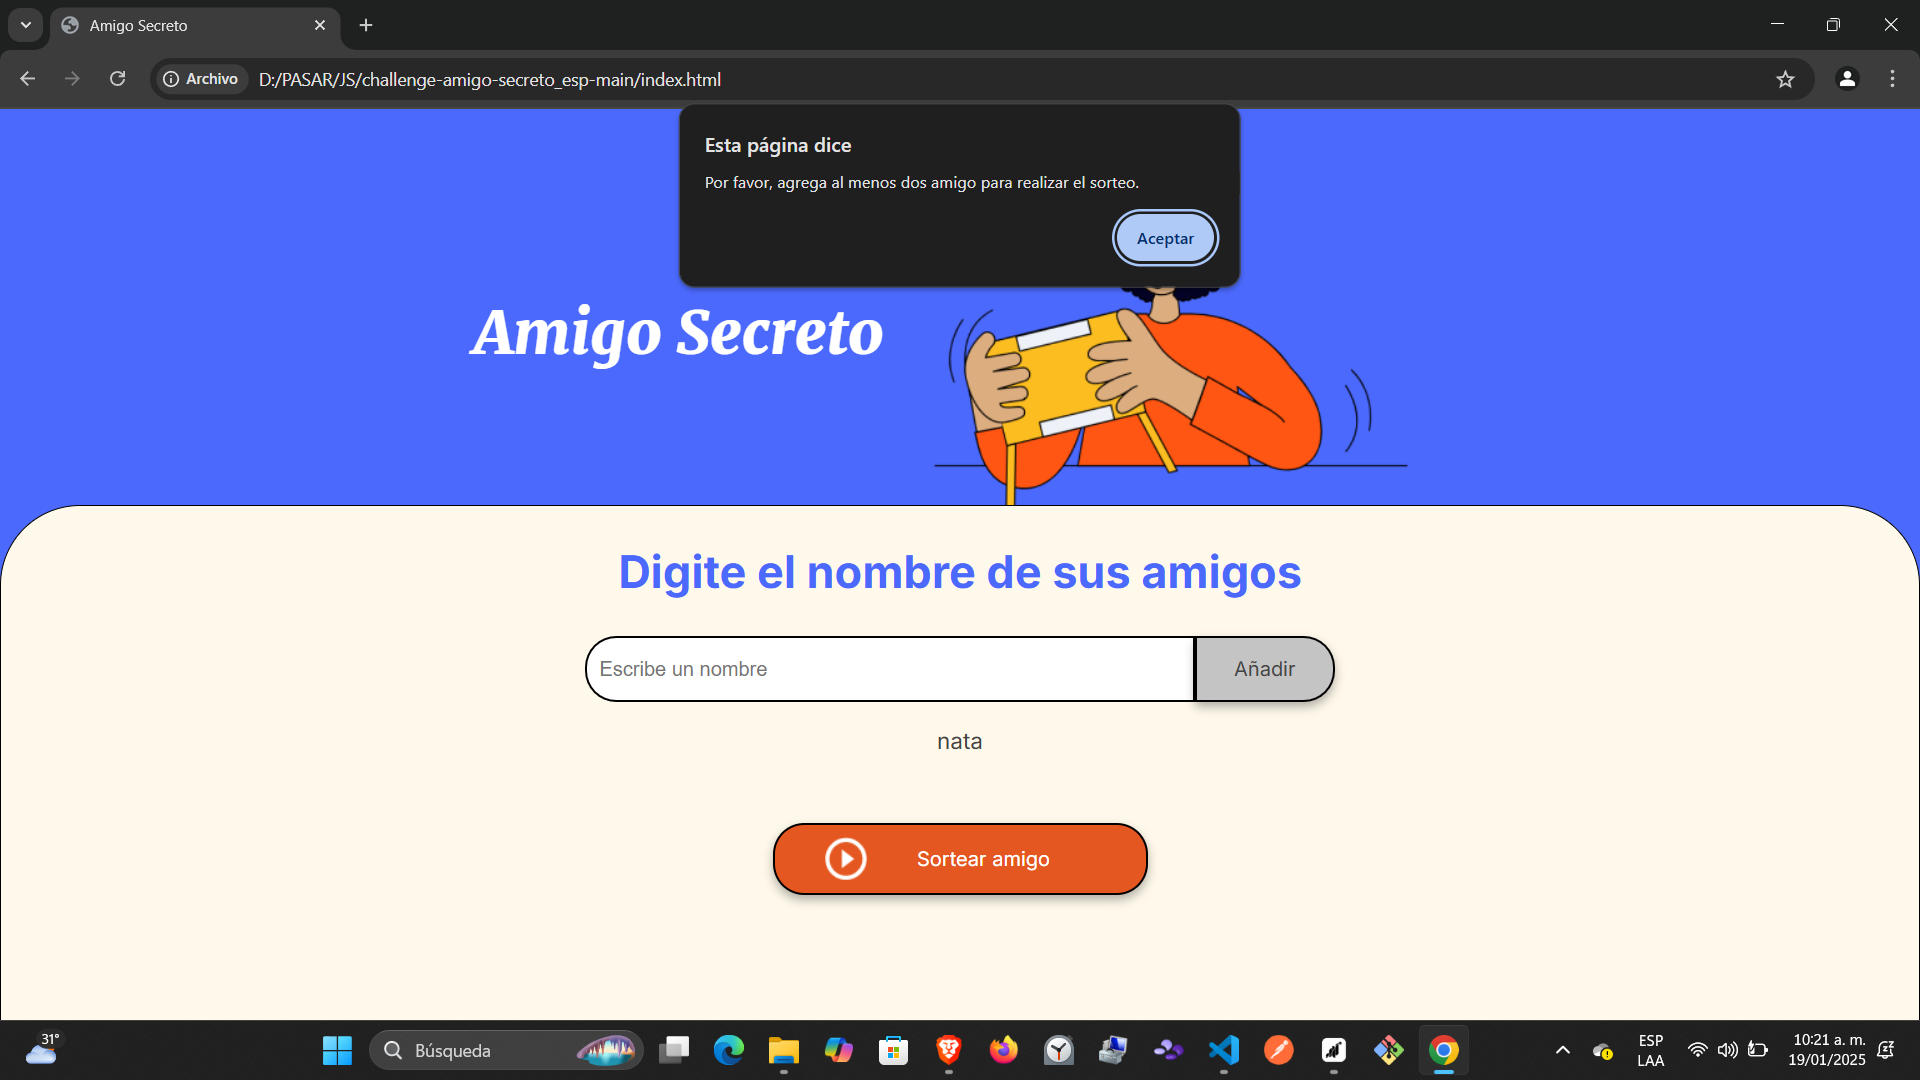 Amigo Secreto
Archivo
D:/PASAR/JS/challenge-amigo-secreto_esp-main/index.html
Esta página dice
Por favor, agrega al menos dos amigo para realizar el sorteo.
Aceptar
Amigo Secreto
Digite el nombre de sus amigos
Escribe un nombre
Añadir
nata
Sortear amigo
31°
Búsqueda
ESP
LAA
10:21 a. m.
19/01/2025